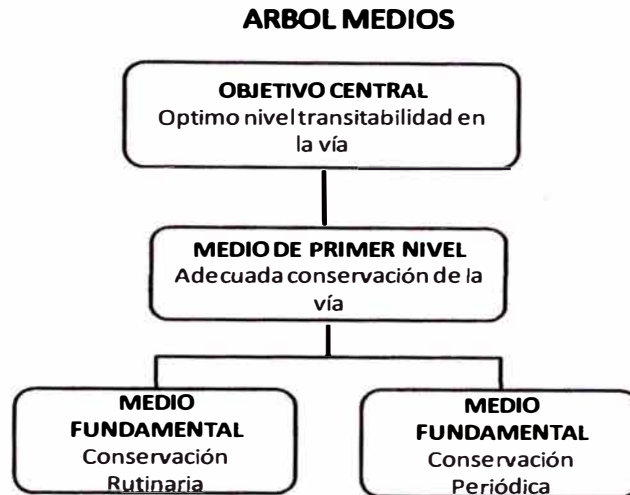 ARBOL MEDIOS
OBJETIVO CENTRAL
Optimo nivel transitabilidad en
la vía
MEDIO DE PRIMER NIVEL
Adecuada conservación de la
vía
MEDIO
FUNDAMENTAL
Conservación
Rutinaria
MEDIO
FUNDAMENTAL
Conservación
Periódica